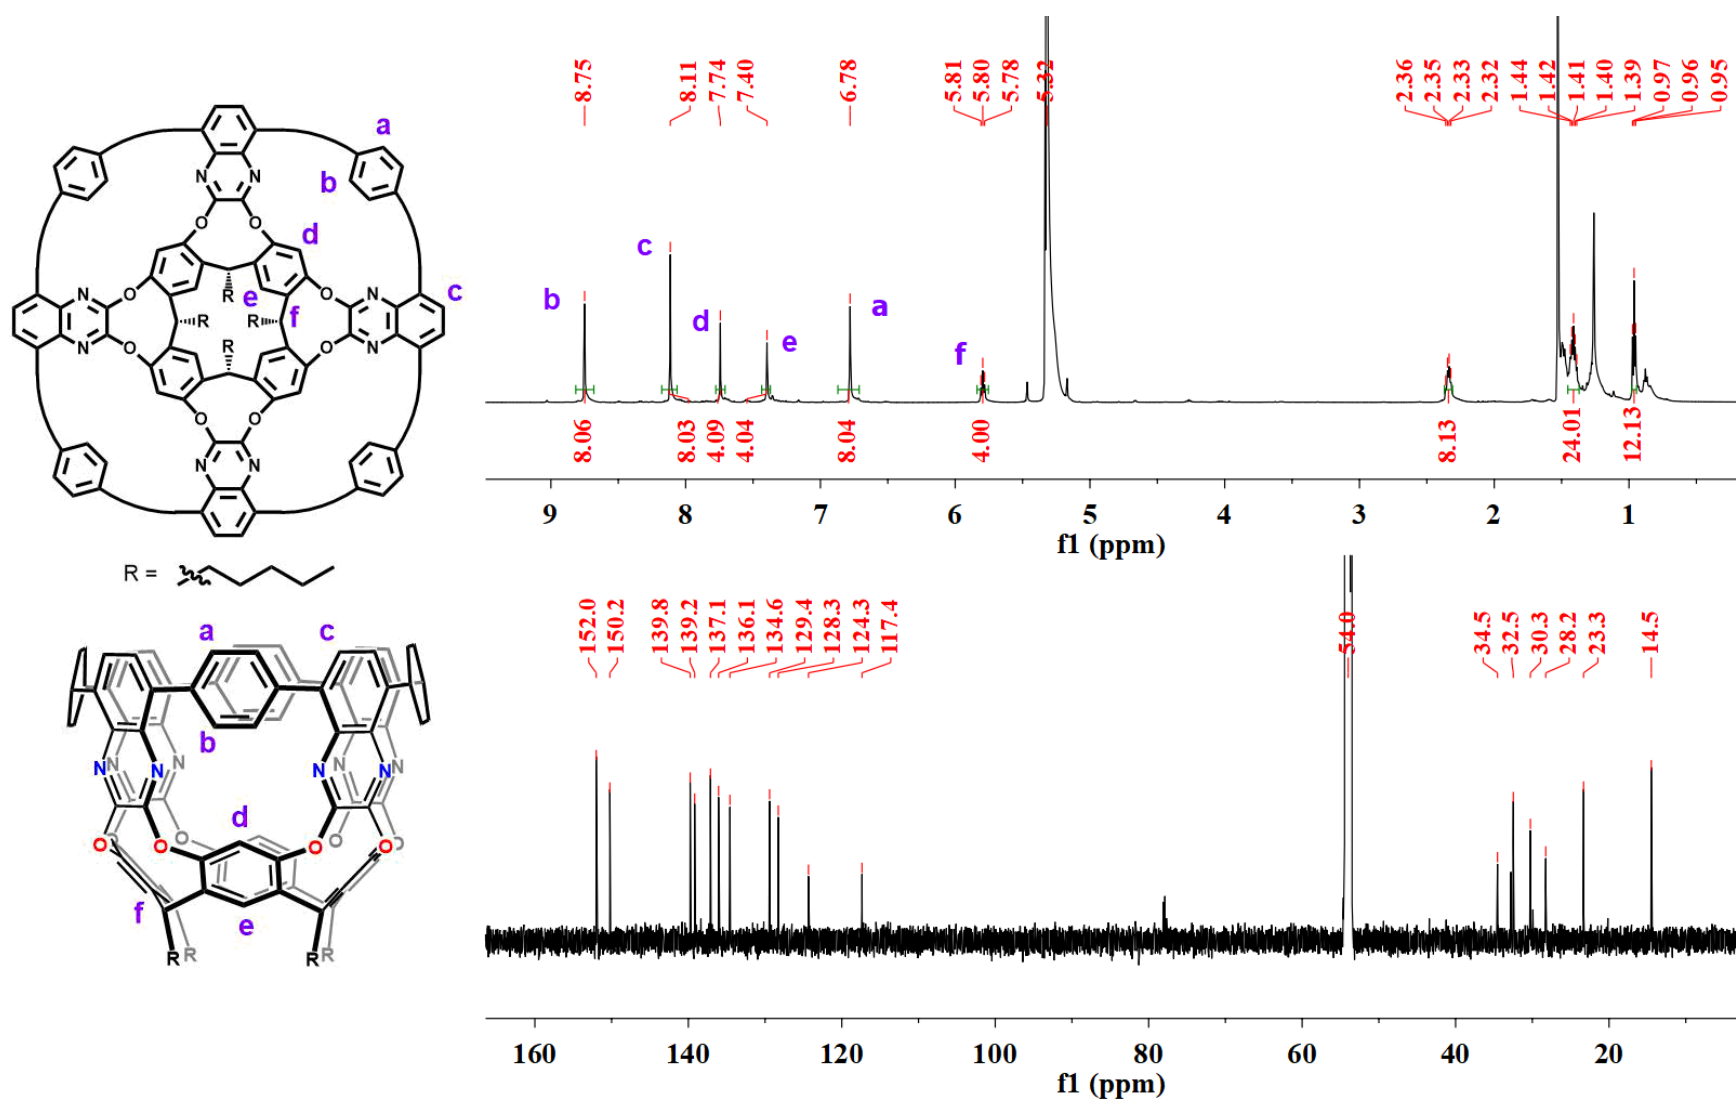 a
b
N N
O O
d
c
N O O N
R
e
R R f
R
N O O N
O O
N N
R =
a c
b
N N N N N N
d
O O O O O O
f e
R R R R
8.75 8.11 7.74 7.40 6.78 5.81 5.80 5.78 5.32 2.36 2.35 2.33 2.32 1.44 1.42 1.41 1.40 1.39 0.97 0.96 0.95
b c d e a f
8.06 8.03 4.09 4.04 8.04 4.00 8.13 24.01 12.13
9 8 7 6 5 4 3 2 1
f1 (ppm)
152.0 150.2 139.8 139.2 137.1 136.1 134.6 129.4 128.3 124.3 117.4 54.0 34.5 32.5 30.3 28.2 23.3 14.5
160 140 120 100 80 60 40 20
f1 (ppm)